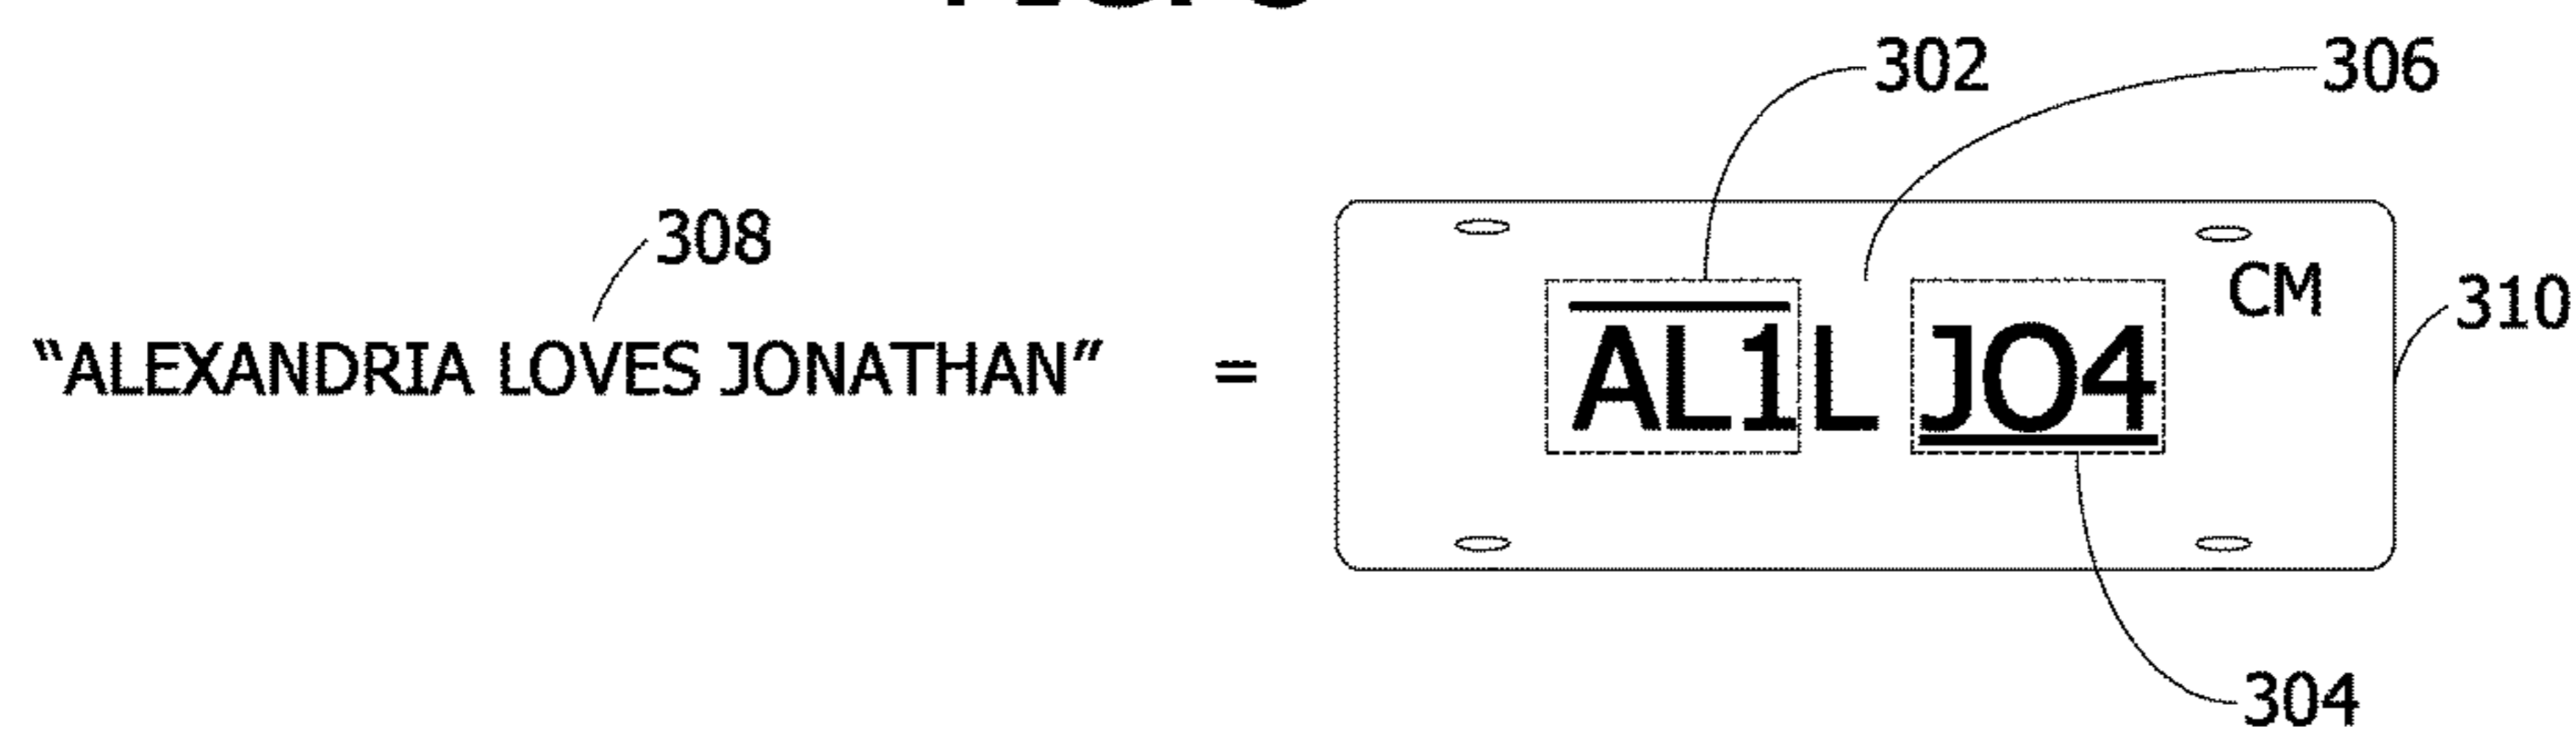 302 306
308
CM
310
“ALEXANDRIA LOVES JONATHAN” = AL1L JO4
304